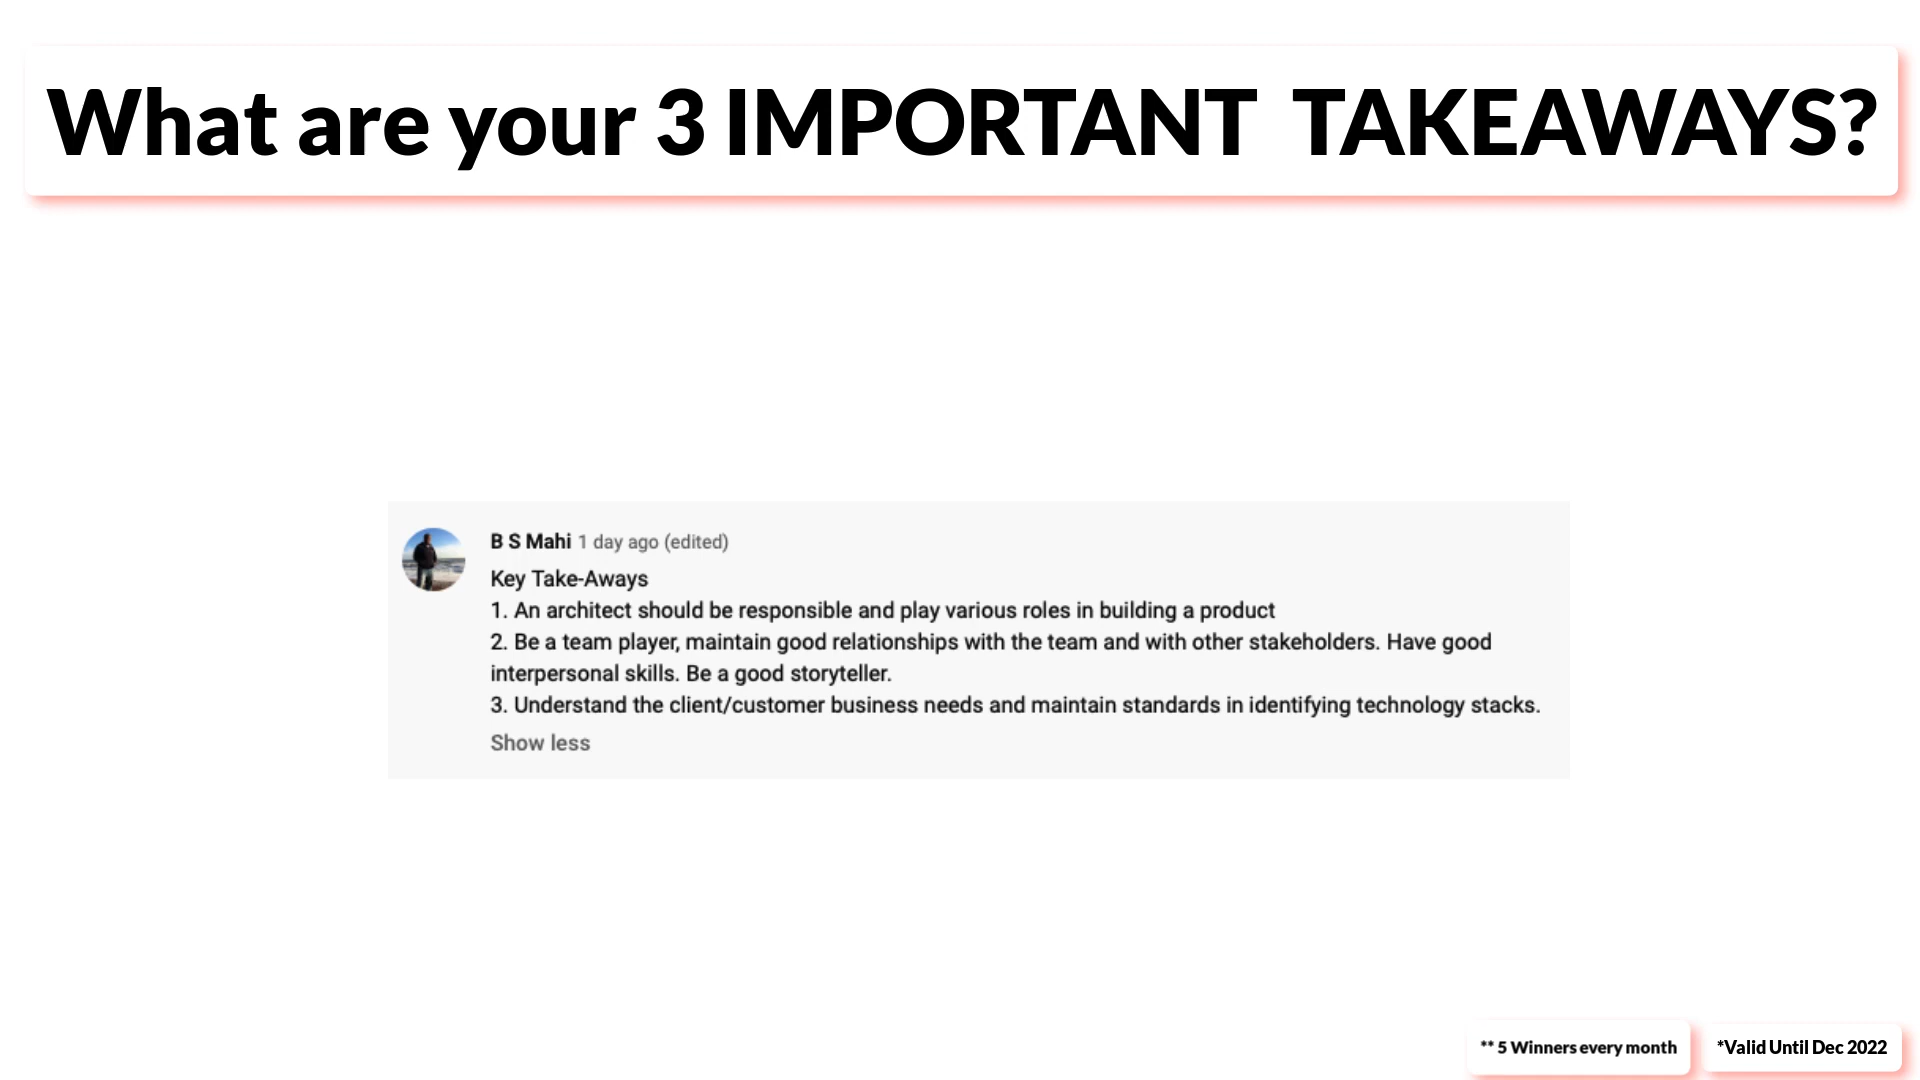 What are your 3 IMPORTANT TAKEAWAYS?
B S Mahi 1 day ago (edited)
Key Take-Aways
1. An architect should be responsible and play various roles in building a product
2. Be a team player, maintain good relationships with the team and with other stakeholders. Have good
interpersonal skills. Be a good storyteller.
3. Understand the client/customer business needs and maintain standards in identifying technology stacks.
Show less
** 5 Winners every month
*Valid Until Dec 2022